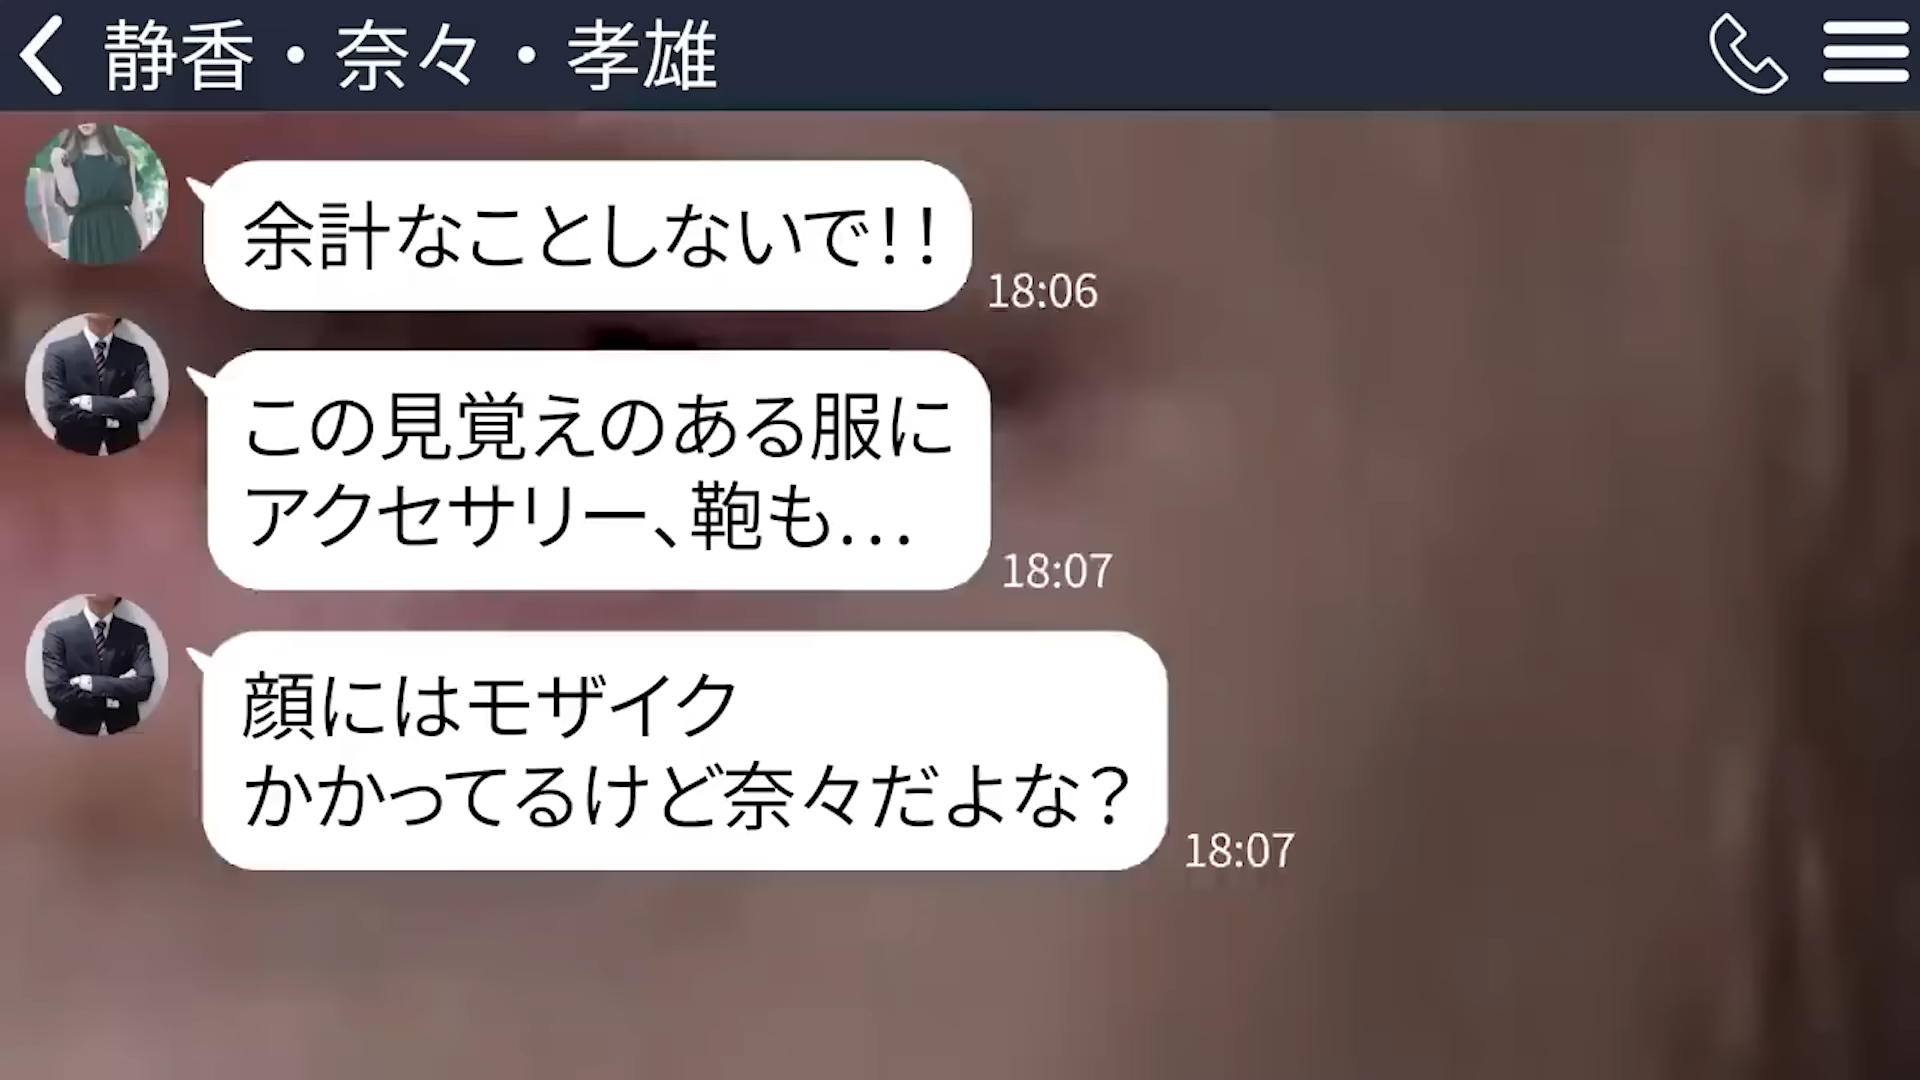 静香・奈々・孝雄
余計なことしないで!!
18:06
この見覚えのある服に
アクセサリー、鞄も...
18:07
顔にはモザイク
かかってるけど奈々だよな?
18:07